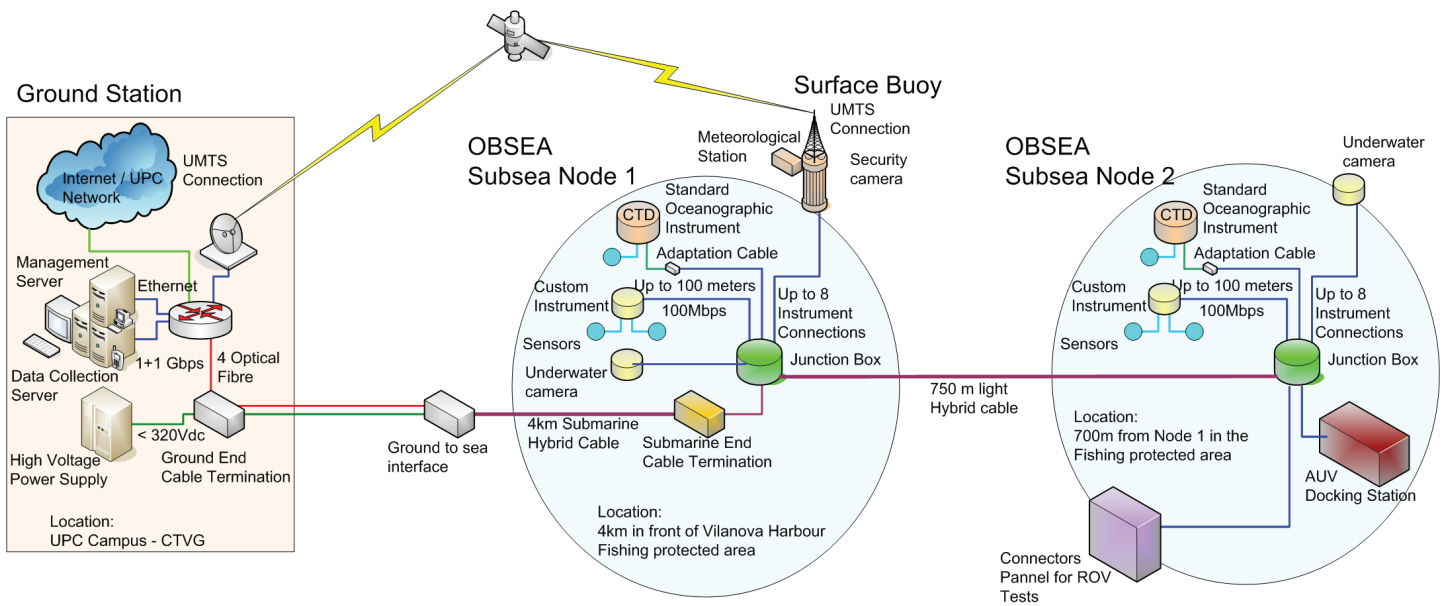 Ground Station
Internet / UPC
Network
UMTS
Connection
Management
Server
Ethernet
1+1 Gbps
4 Optical
Fibre
Data Collection
Server
< 320Vdc
High Voltage
Power Supply
Ground End
Cable Termination
Location:
UPC Campus - CTVG
Ground to sea
interface
OBSEA
Subsea Node 1
Surface Buoy
UMTS
Connection
Meteorological
Station
Security
camera
Standard
Oceanographic
Instrument
CTD
Adaptation Cable
Up to 100 meters
100Mbps
Custom
Instrument
Sensors
Up to 8
Instrument
Connections
Junction Box
Underwater
camera
4km Submarine
Hybrid Cable
Submarine End
Cable Termination
Location:
4km in front of Vilanova Harbour
Fishing protected area
750 m light
Hybrid cable
OBSEA
Subsea Node 2
Underwater
camera
Standard
Oceanographic
Instrument
CTD
Adaptation Cable
Up to 100 meters
100Mbps
Custom
Instrument
Sensors
Up to 8
Instrument
Connections
Junction Box
Location:
700m from Node 1 in the
Fishing protected area
AUV
Docking Station
Connectors
Pannel for ROV
Tests